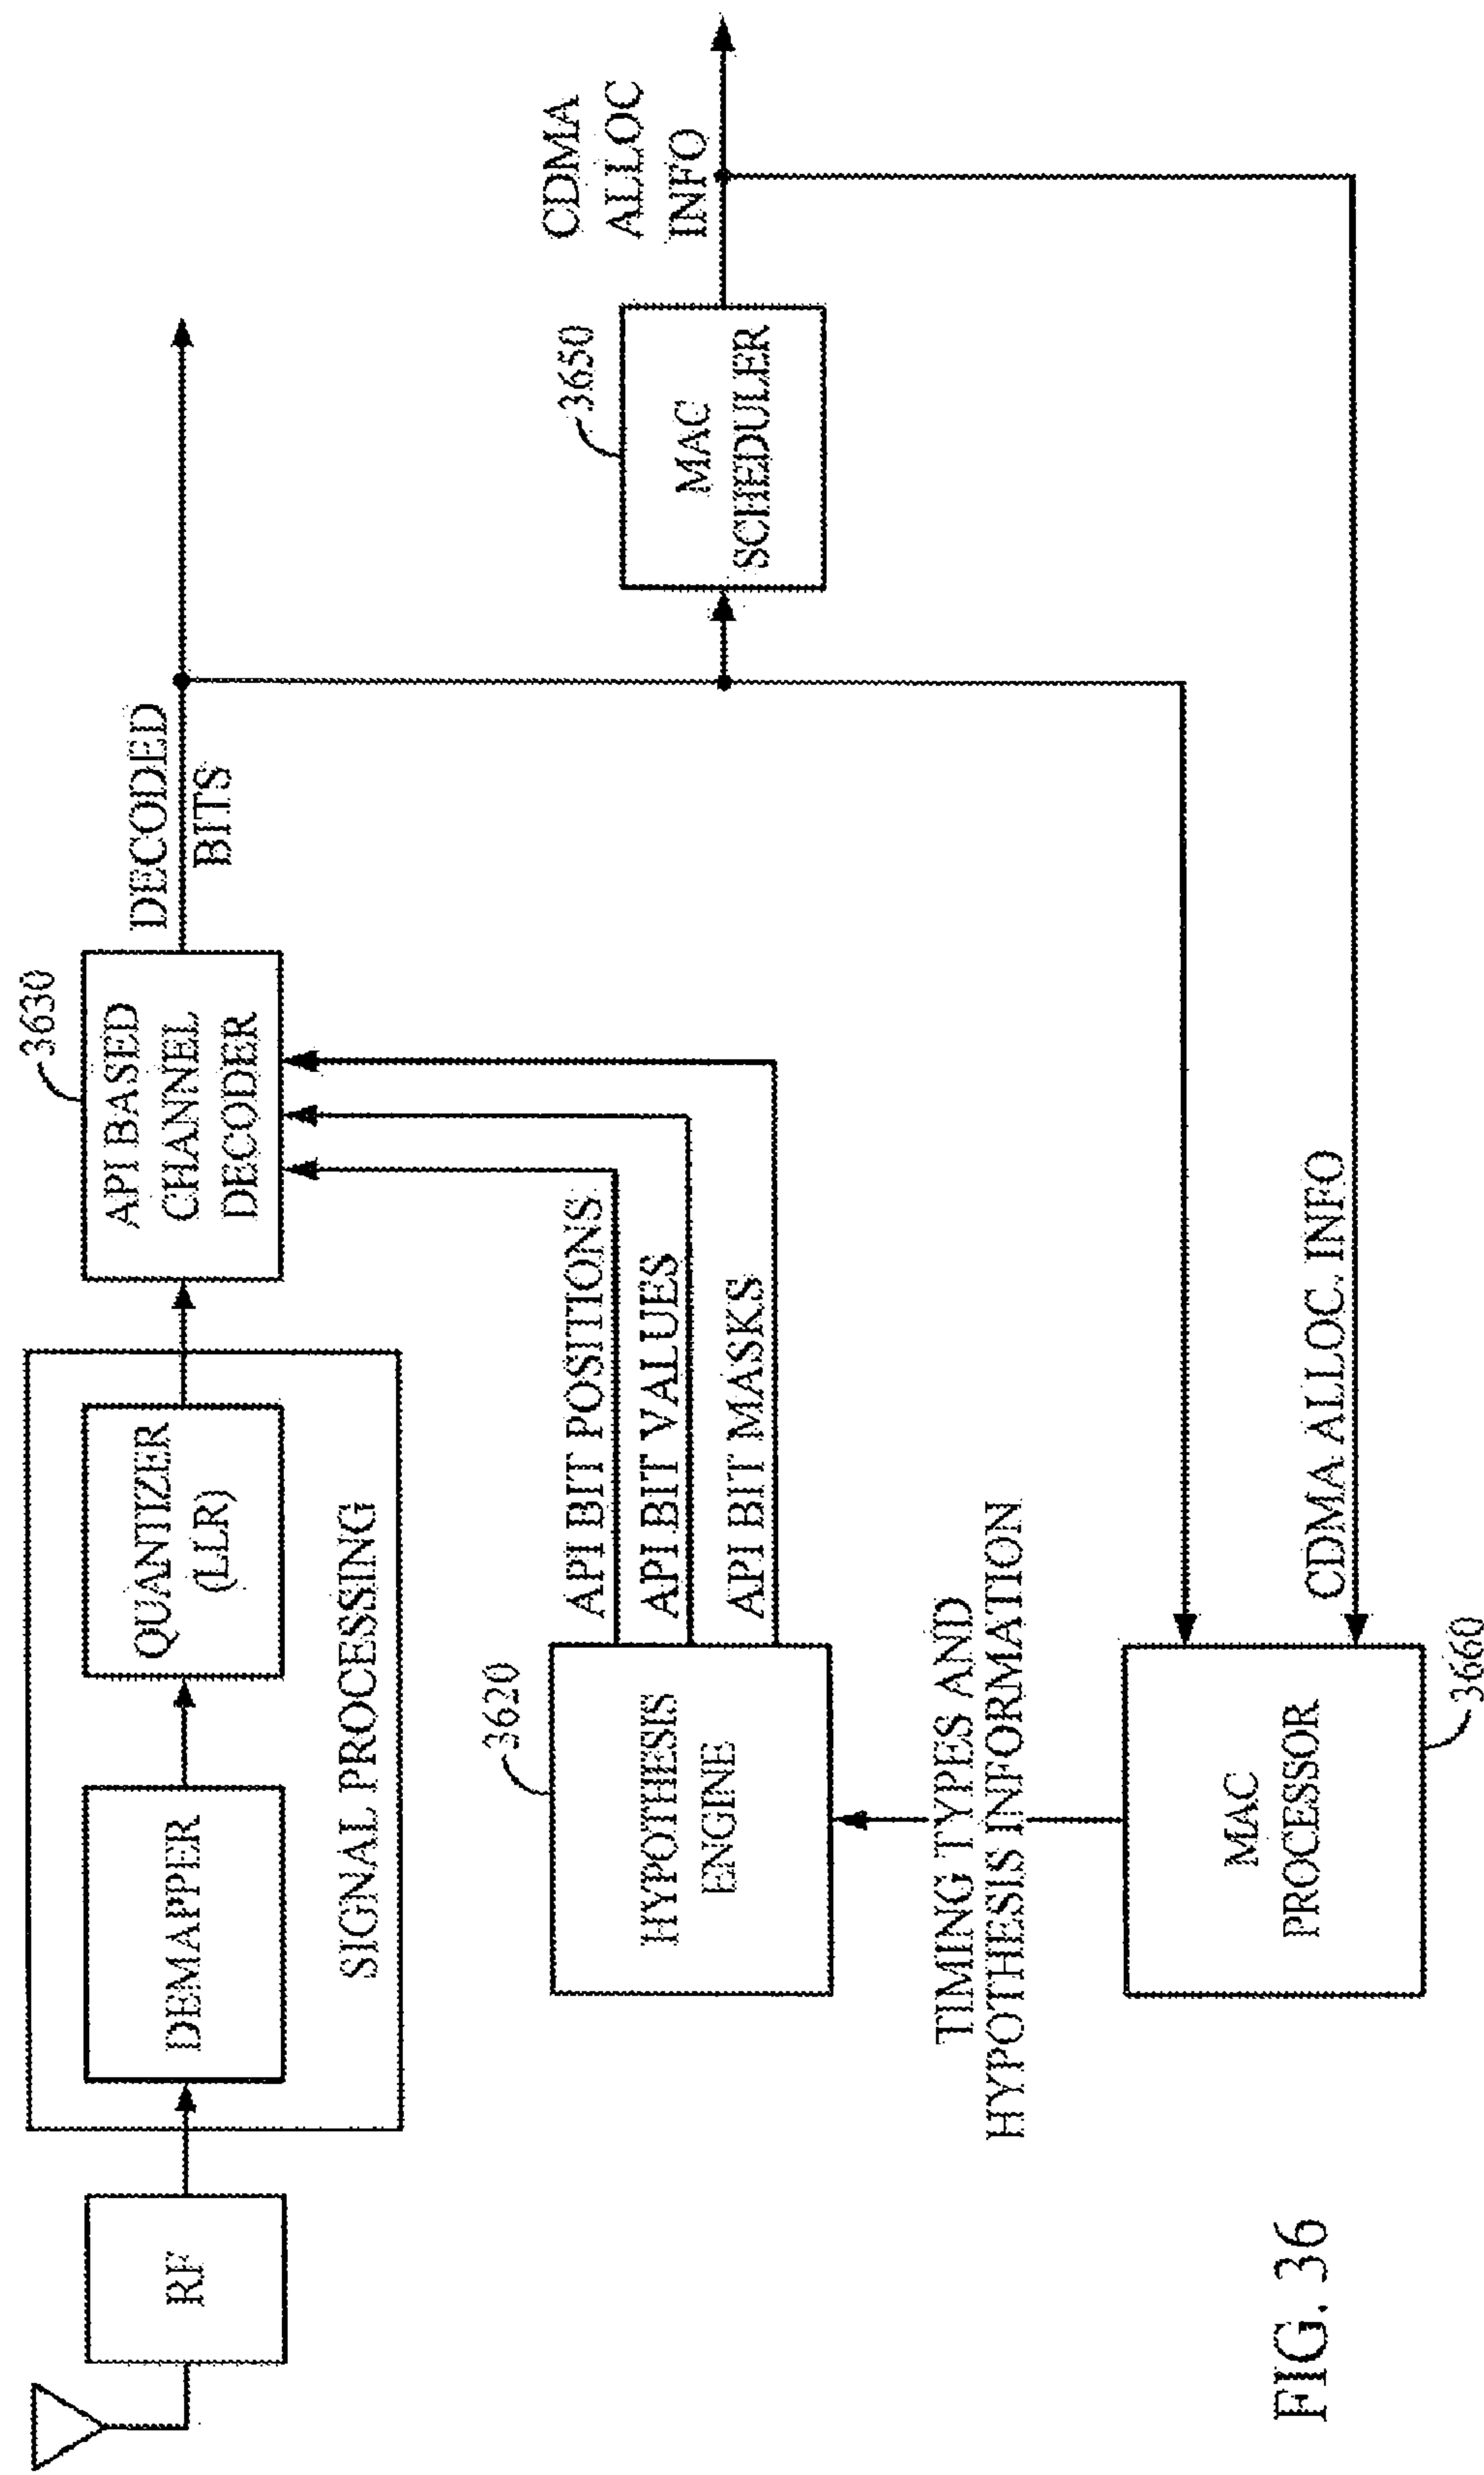 RF
DEMAPPER
QUANTIZER
(LLR)
SIGNAL PROCESSING
3630
API BASED
CHANNEL
DECODER
DECODED
BITS
3620
HYPOTHESIS
ENGINE
API BIT POSITIONS
API BIT VALUES
API BIT MASKS
3650
MAC
SCHEDULER
CDMA
ALLOC
INFO
TIMING TYPES AND
HYPOTHESIS INFORMATION
MAC
PROCESSOR
3660
CDMA ALLOC. INFO
FIG. 36